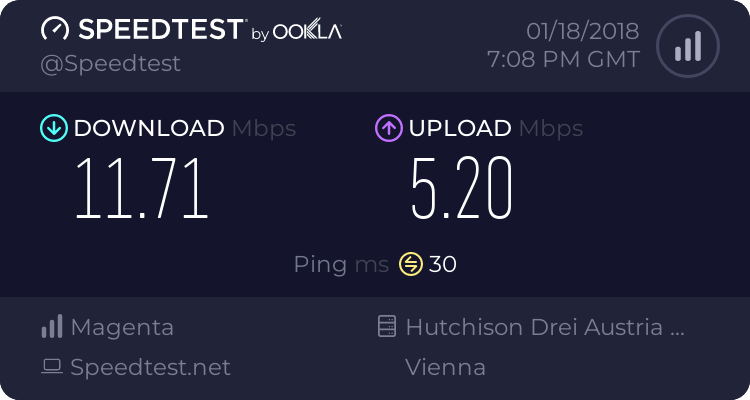 SPEEDTEST by OOKLA
@Speedtest
01/18/2018
7:08 PM GMT
DOWNLOAD Mbps
11.71
UPLOAD Mbps
5.20
Ping ms 30
Magenta
Hutchison Drei Austria ...
Speedtest.net
Vienna